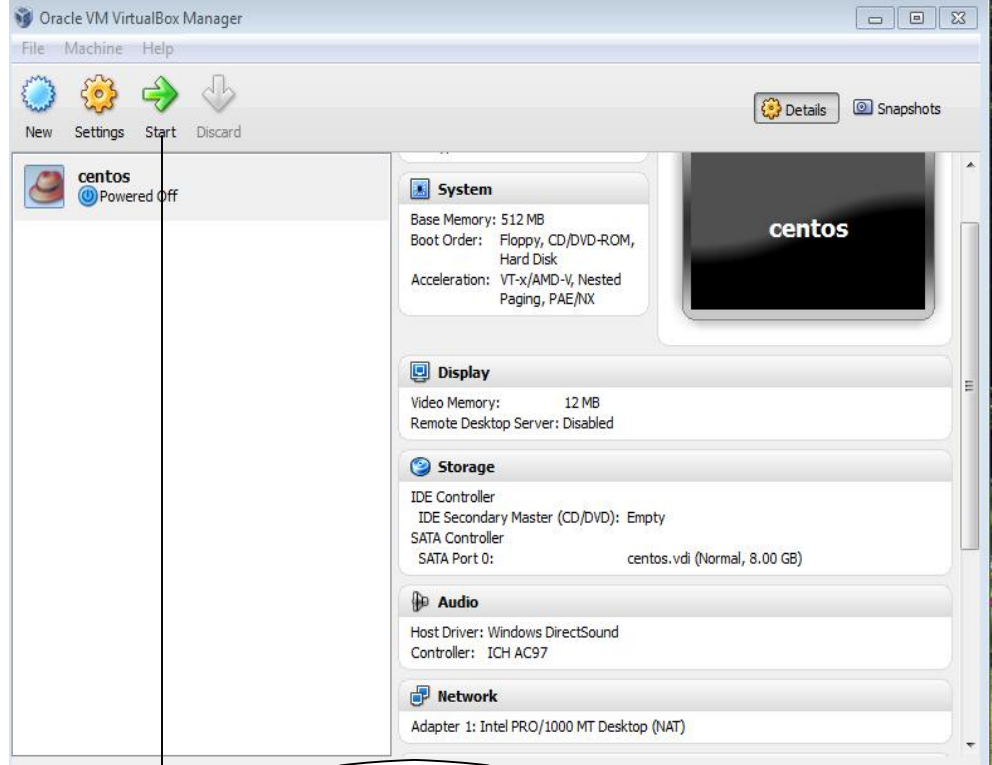 Oracle VM VirtualBox Manager
File Machine Help
New Settings Start Discard
Details Snapshots
centos
Powered Off
System
Base Memory: 512 MB
Boot Order: Floppy, CD/DVD-ROM,
Hard Disk
Acceleration: VT-x/AMD-V, Nested
Paging, PAE/NX
centos
Display
Video Memory: 12 MB
Remote Desktop Server: Disabled
Storage
IDE Controller
IDE Secondary Master (CD/DVD): Empty
SATA Controller
SATA Port 0: centos.vdi (Normal, 8.00 GB)
Audio
Host Driver: Windows DirectSound
Controller: ICH AC97
Network
Adapter 1: Intel PRO/1000 MT Desktop (NAT)